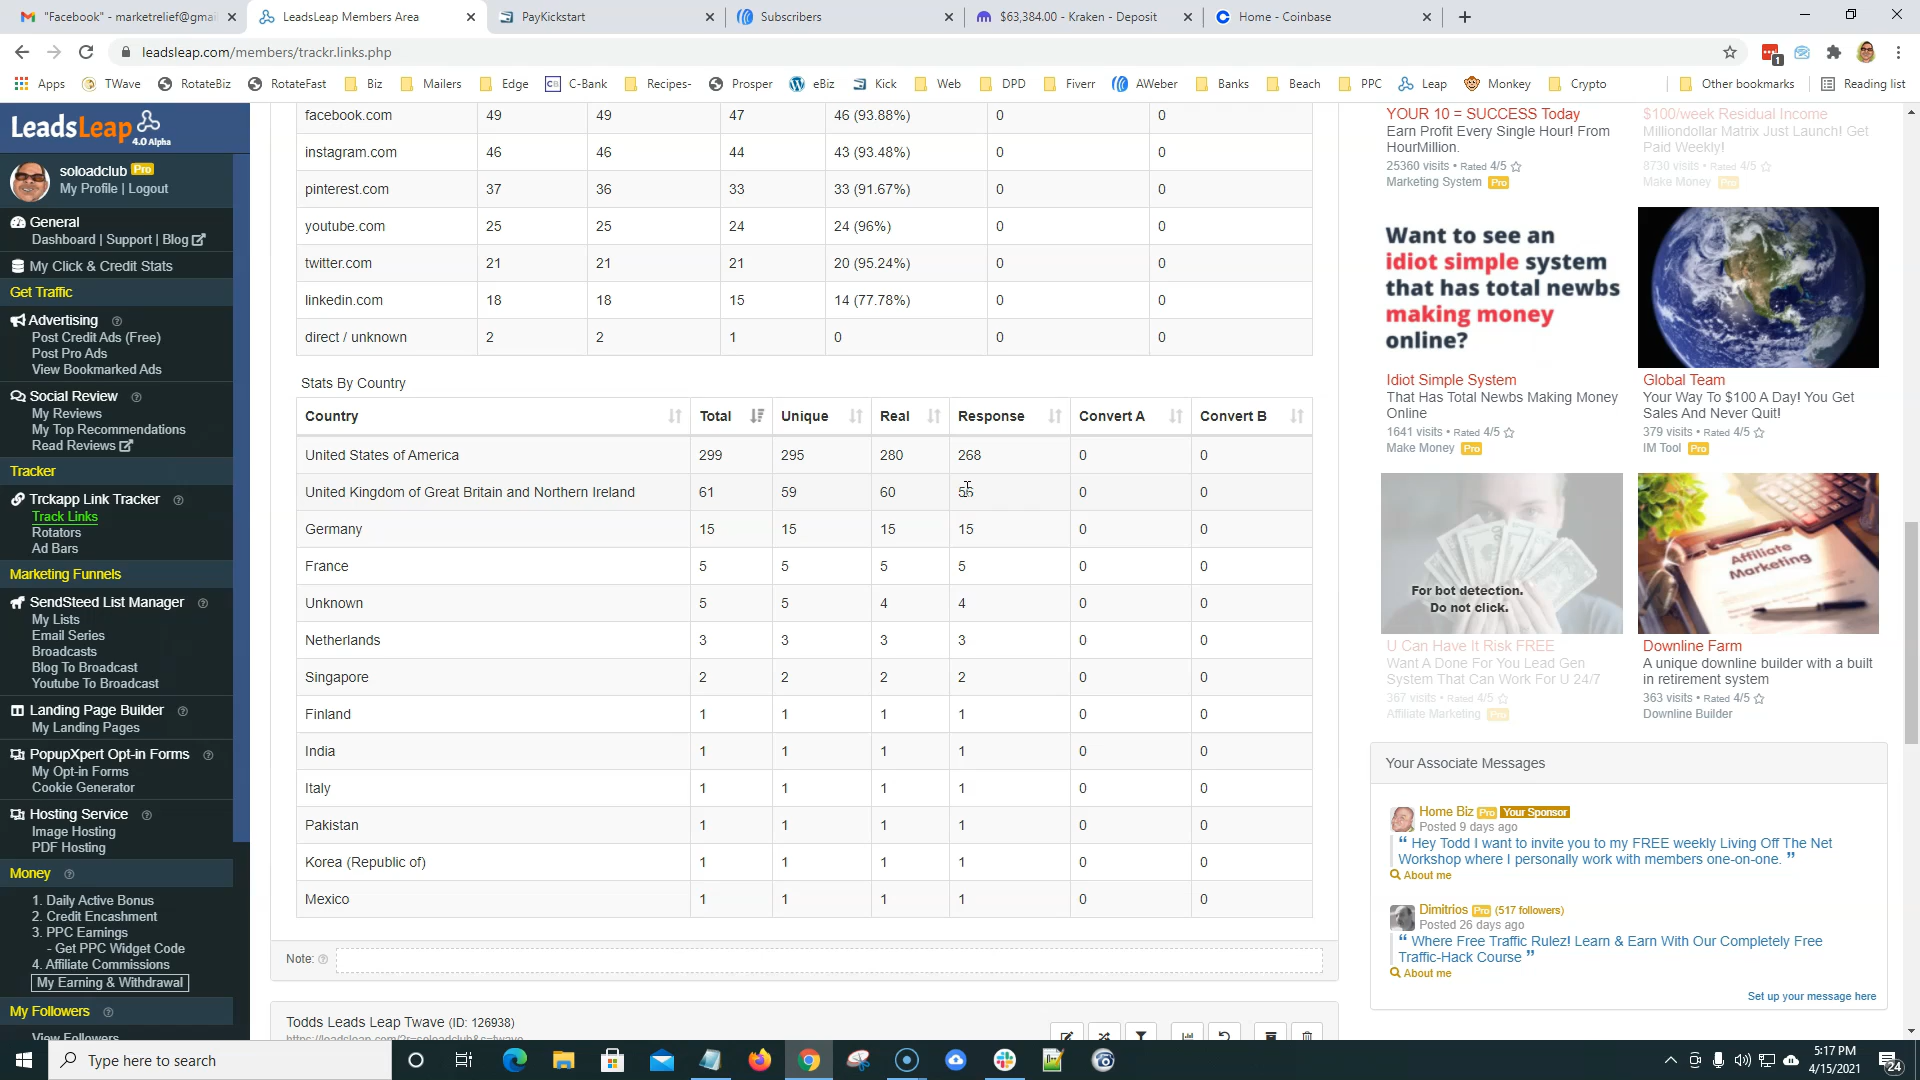 "Facebook" - marketrelief@gmai
LeadsLeap Members Area
PayKickstart
Subscribers
$63,384.00 - Kraken - Deposit
Home - Coinbase
leadsleap.com/members/trackr.links.php
1
Apps TWave RotateBiz RotateFast Biz Mailers Edge C-Bank Recipes- Prosper eBiz Kick Web DPD Fiverr AWeber Banks Beach PPC Leap Monkey Crypto Other bookmarks Reading list
LeadsLeap
4.0 Alpha
soloadclub Pro
My Profile | Logout
General
Dashboard | Support | Blog
My Click & Credit Stats
Get Traffic
Advertising
Post Credit Ads (Free)
Post Pro Ads
View Bookmarked Ads
Social Review
My Reviews
My Top Recommendations
Read Reviews
Tracker
Trckapp Link Tracker
Track Links
Rotators
Ad Bars
Marketing Funnels
SendSteed List Manager
My Lists
Email Series
Broadcasts
Blog To Broadcast
Youtube To Broadcast
Landing Page Builder
My Landing Pages
PopupXpert Opt-in Forms
My Opt-in Forms
Cookie Generator
Hosting Service
Image Hosting
PDF Hosting
Money
1. Daily Active Bonus
2. Credit Encashment
3. PPC Earnings
- Get PPC Widget Code
4. Affiliate Commissions
My Earning & Withdrawal
My Followers
View Followers
facebook.com 49 49 47 46 (93.88%) 0 0
instagram.com 46 46 44 43 (93.48%) 0 0
pinterest.com 37 36 33 33 (91.67%) 0 0
youtube.com 25 25 24 24 (96%) 0 0
twitter.com 21 21 21 20 (95.24%) 0 0
linkedin.com 18 18 15 14 (77.78%) 0 0
direct / unknown 2 2 1 0 0 0
Stats By Country
Country Total Unique Real Response Convert A Convert B
United States of America 299 295 280 268 0 0
United Kingdom of Great Britain and Northern Ireland 61 59 60 0 0
Germany 15 15 15 15 0 0
France 5 5 5 5 0 0
Unknown 5 5 4 4 0 0
Netherlands 3 3 3 3 0 0
Singapore 2 2 2 2 0 0
Finland 1 1 1 1 0 0
India 1 1 1 1 0 0
Italy 1 1 1 1 0 0
Pakistan 1 1 1 1 0 0
Korea (Republic of) 1 1 1 1 0 0
Mexico 1 1 1 1 0 0
Note:
Todds Leads Leap Twave (ID: 126938)
https://leadsleap.com/?r=soloadclub&s=twave
YOUR 10 = SUCCESS Today
Earn Profit Every Single Hour! From
HourMillion.
25360 visits • Rated 4/5
Marketing System Pro
$100/week Residual Income
Milliondollar Matrix Just Launch! Get
Paid Weekly!
8730 visits • Rated 4/5
Make Money Pro
Want to see an
idiot simple system
that has total newbs
making money
online?
Idiot Simple System
That Has Total Newbs Making Money
Online
1641 visits • Rated 4/5
Make Money Pro
Global Team
Your Way To $100 A Day! You Get
Sales And Never Quit!
379 visits • Rated 4/5
IM Tool Pro
For bot detection.
Do not click.
U Can Have It Risk FREE
Want A Done For You Lead Gen
System That Can Work For U 24/7
367 visits • Rated 4/5
Affiliate Marketing Pro
Affiliate
Marketing
Downline Farm
A unique downline builder with a built
in retirement system
363 visits • Rated 4/5
Downline Builder
Your Associate Messages
Home Biz Pro Your Sponsor
Posted 9 days ago
“ Hey Todd I want to invite you to my FREE weekly Living Off The Net
Workshop where I personally work with members one-on-one. ”
About me
Dimitrios Pro (517 followers)
Posted 26 days ago
“ Where Free Traffic Rulez! Learn & Earn With Our Completely Free
Traffic-Hack Course ”
About me
Set up your message here
Type here to search
5:17 PM
4/15/2021
24